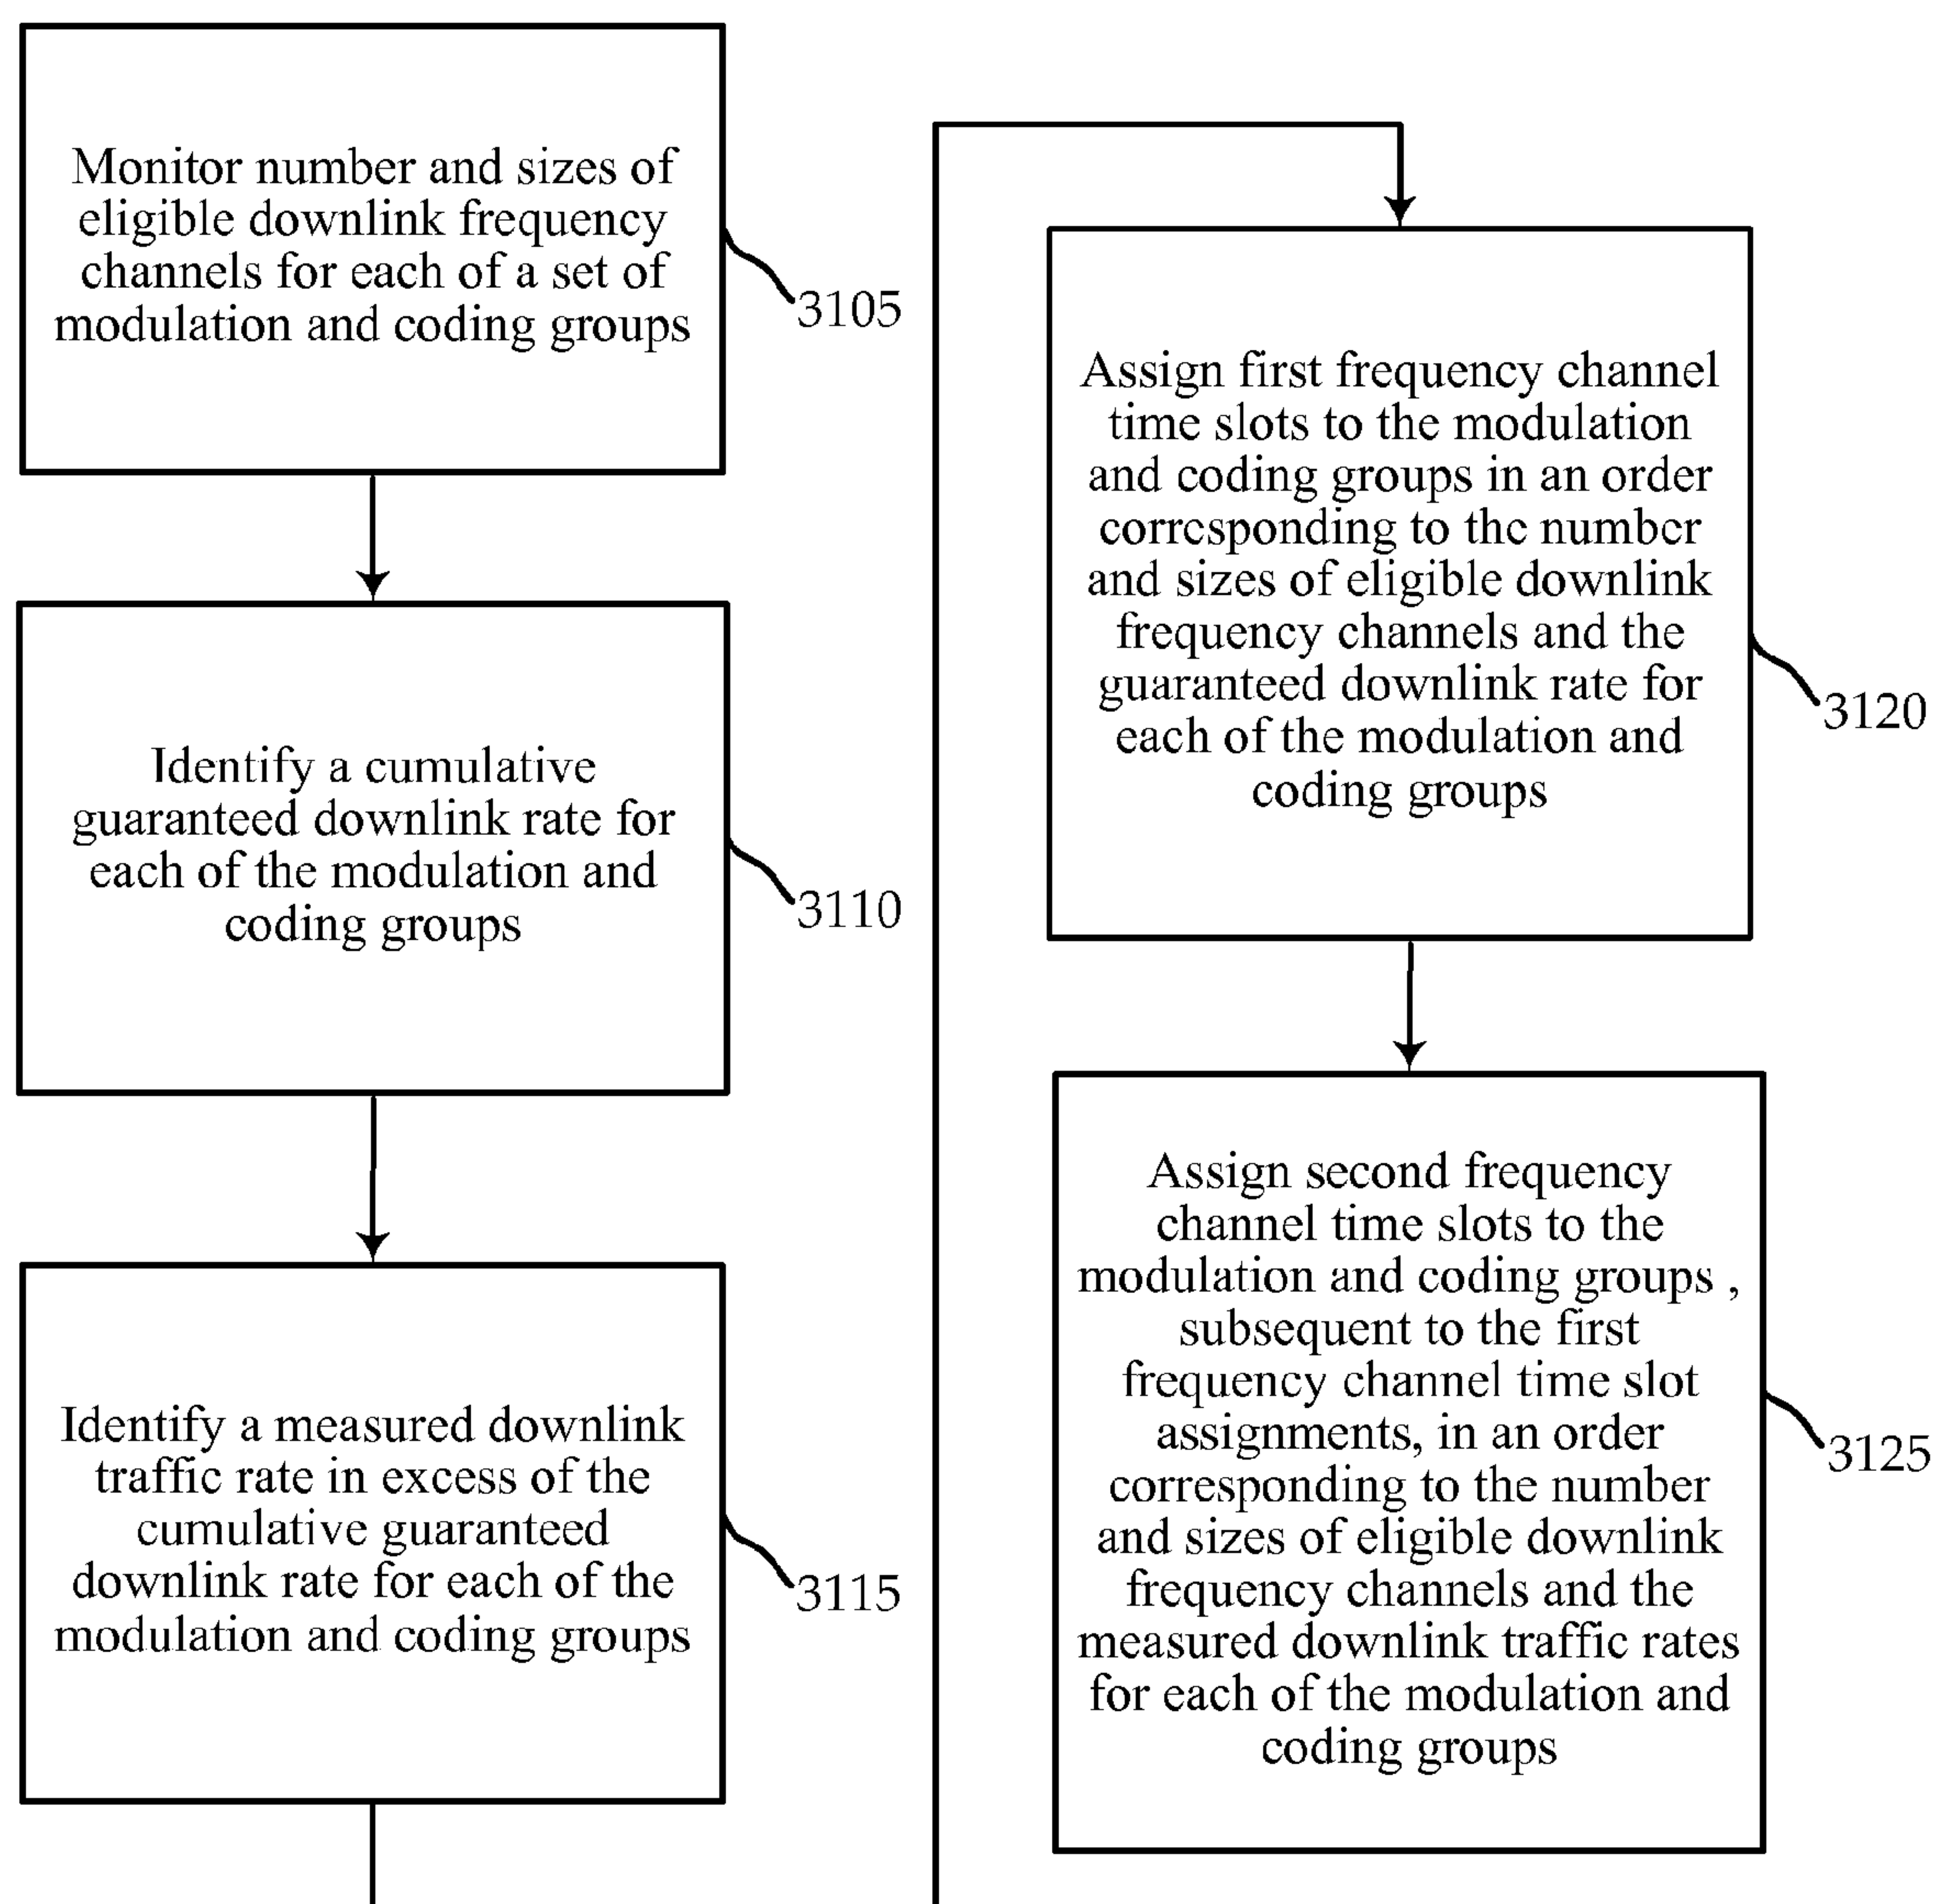 Monitor number and sizes of
eligible downlink frequency
channels for each of a set of
modulation and coding groups
3105
Identify a cumulative
guaranteed downlink rate for
each of the modulation and
coding groups
3110
Identify a measured downlink
traffic rate in excess of the
cumulative guaranteed
downlink rate for each of the
modulation and coding groups
3115
Assign first frequency channel
time slots to the modulation
and coding groups in an order
corresponding to the number
and sizes of eligible downlink
frequency channels and the
guaranteed downlink rate for
each of the modulation and
coding groups
3120
Assign second frequency
channel time slots to the
modulation and coding groups ,
subsequent to the first
frequency channel time slot
assignments, in an order
corresponding to the number
and sizes of eligible downlink
frequency channels and the
measured downlink traffic rates
for each of the modulation and
coding groups
3125